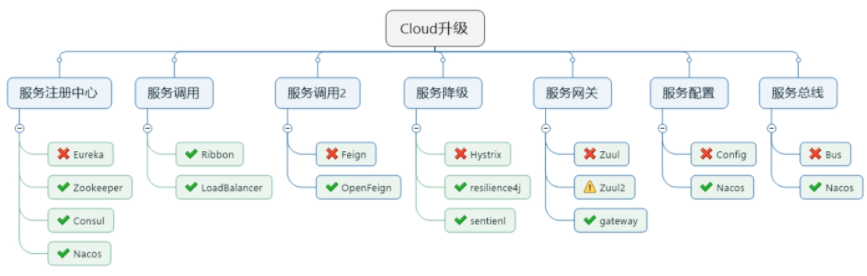 Cloud升级
服务注册中心
服务调用
服务调用2
服务降级
服务网关
服务配置
服务总线
Eureka
Zookeeper
Consul
Nacos
Ribbon
LoadBalancer
Feign
OpenFeign
Hystrix
resilience4j
sentienl
Zuul
Zuul2
gateway
Config
Nacos
Bus
Nacos